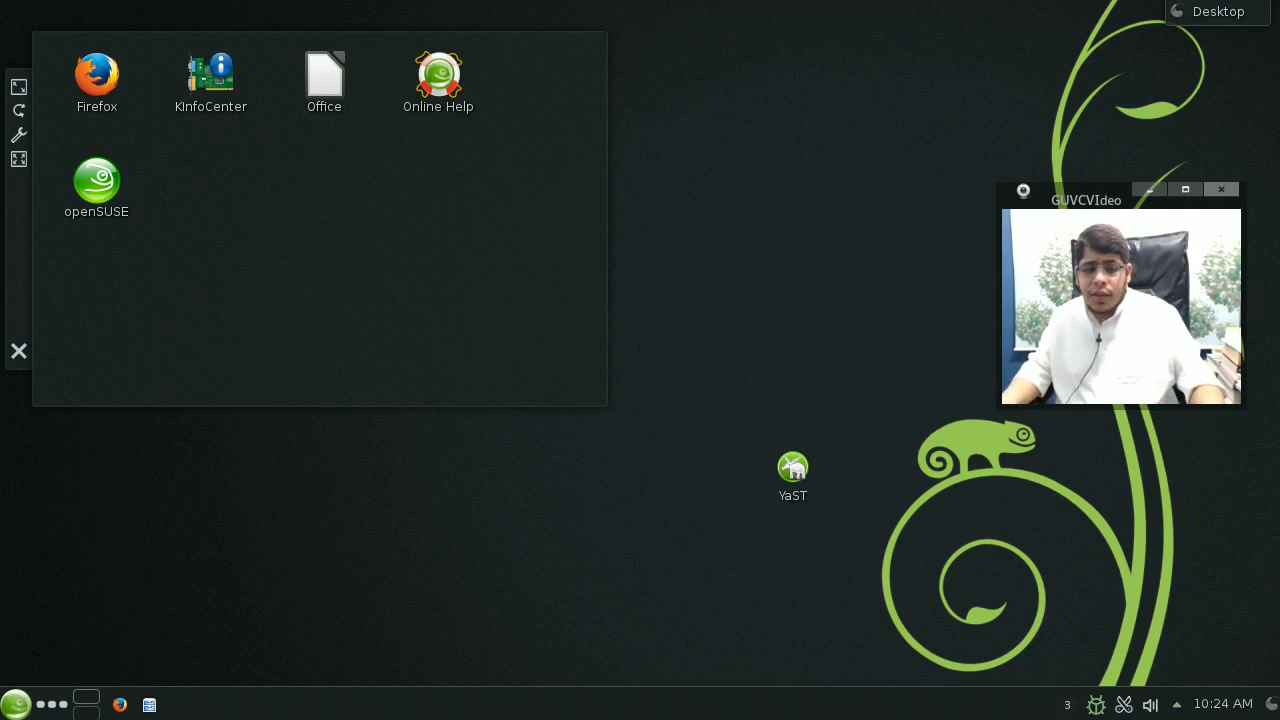 Desktop
Firefox
KInfoCenter
Office
Online Help
openSUSE
GUVCVIdeo
YaST
3
10:24 AM